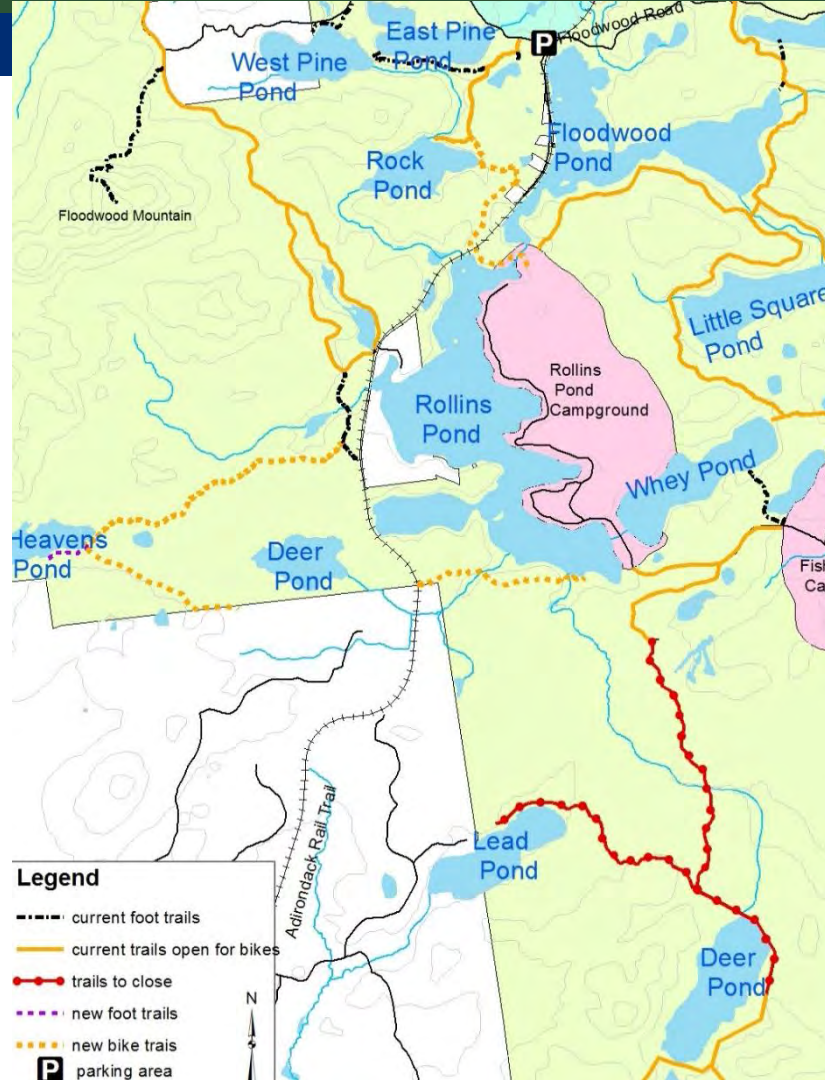 Floodwood Road
P
East Pine
Pond
West Pine
Pond
Floodwood
Pond
Rock
Pond
Floodwood Mountain
Little Square
Pond
Rollins
Pond
Campground
Rollins
Pond
Whey Pond
Heavens
Pond
Deer
Pond
Fish
Ca
Adirondack Rail Trail
Lead
Pond
Deer
Pond
Legend
current foot trails
current trails open for bikes
trails to close
new foot trails
new bike trais
P parking area
N